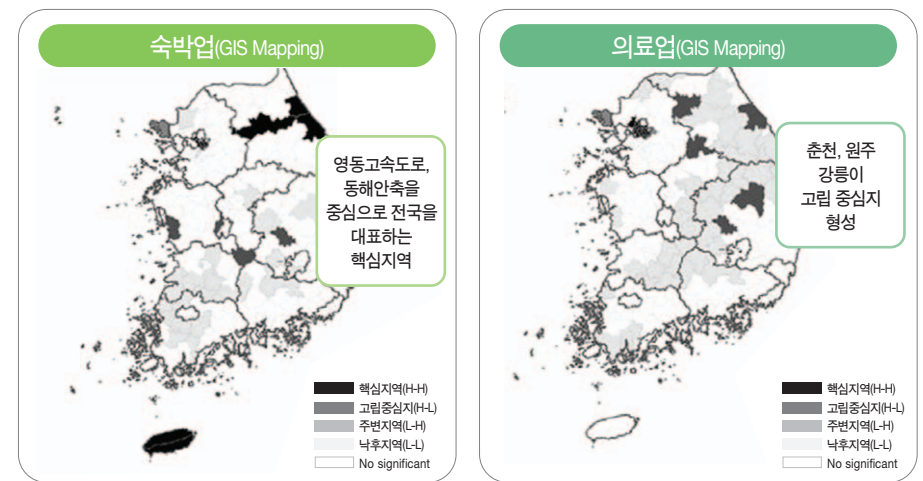 숙박업(GIS Mapping)
영동고속도로,
동해안축을
중심으로 전국을
대표하는
핵심지역
핵심지역(H-H)
고립중심지(H-L)
주변지역(L-H)
낙후지역(L-L)
No significant
의료업(GIS Mapping)
춘천, 원주
강릉이
고립 중심지
형성
핵심지역(H-H)
고립중심지(H-L)
주변지역(L-H)
낙후지역(L-L)
No significant